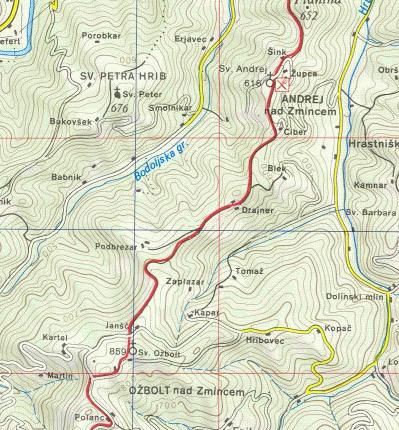 Planina
652
Porobkar
Erjavec
Šink
Sv. Andrej
Župca
SV. PETRA HRIB
616
Sv. Peter
676
Smolnikar
ANDREJ
nad Zmincem
Bukovšek
Ciber
Hrastniš
Bodoljska gr.
Babnik
Blek
Kamnar
Drajner
Sv. Barbara
Podbrezar
Tomaž
Zaplazar
Dolinski mlin
Kapar
Janšč
Kopač
Kartel
Hribovec
859
Sv. Ožbolt
Martin
OŽBOLT nad Zmincem
Polanc